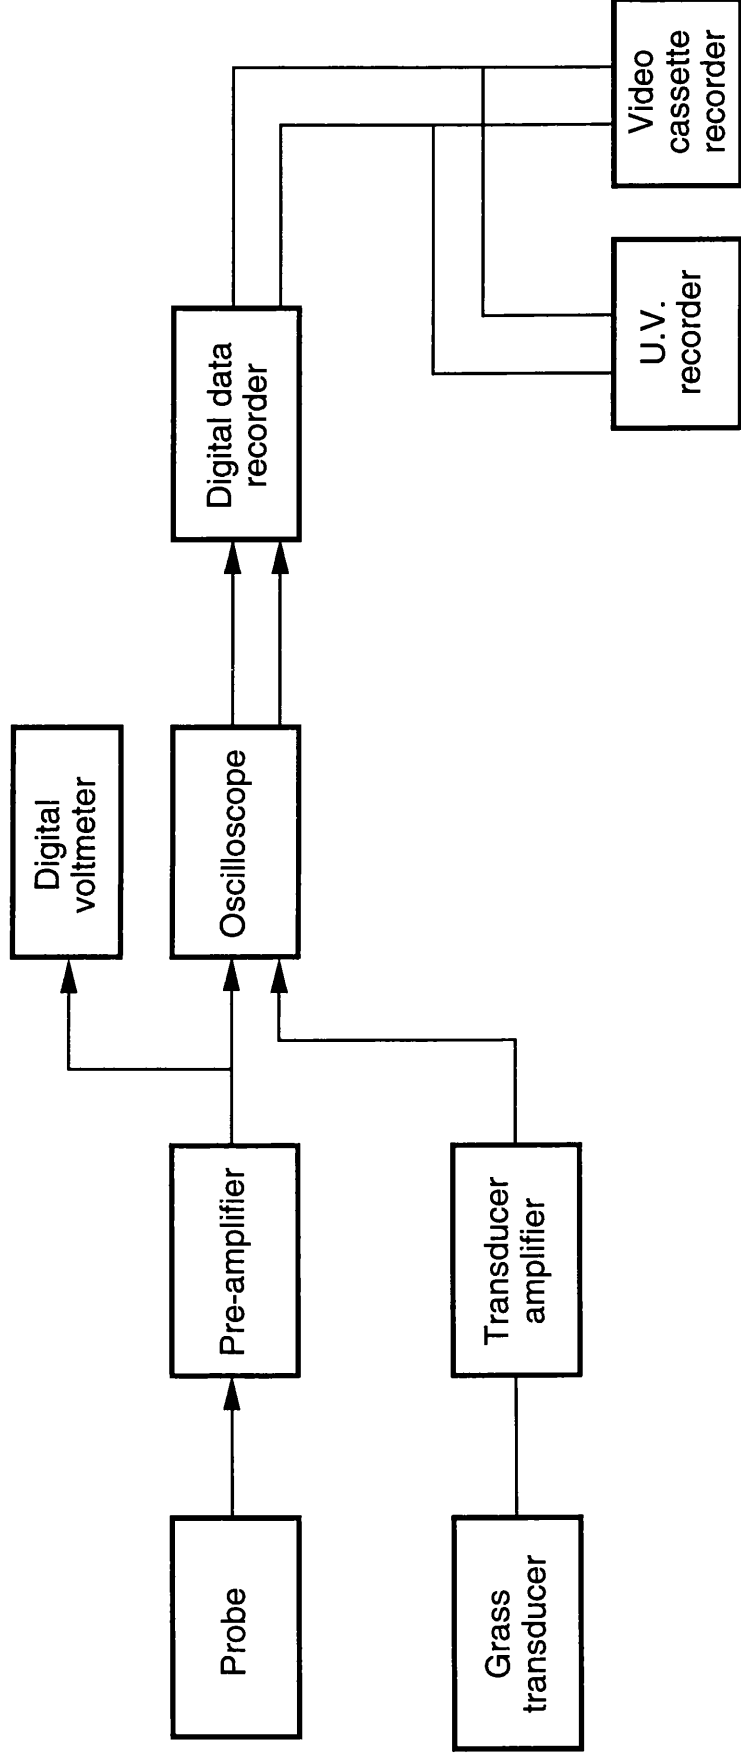 Digital
voltmeter
Probe
Pre-amplifier
Oscilloscope
Digital data
recorder
Grass
transducer
Transducer
amplifier
U.V.
recorder
Video
cassette
recorder